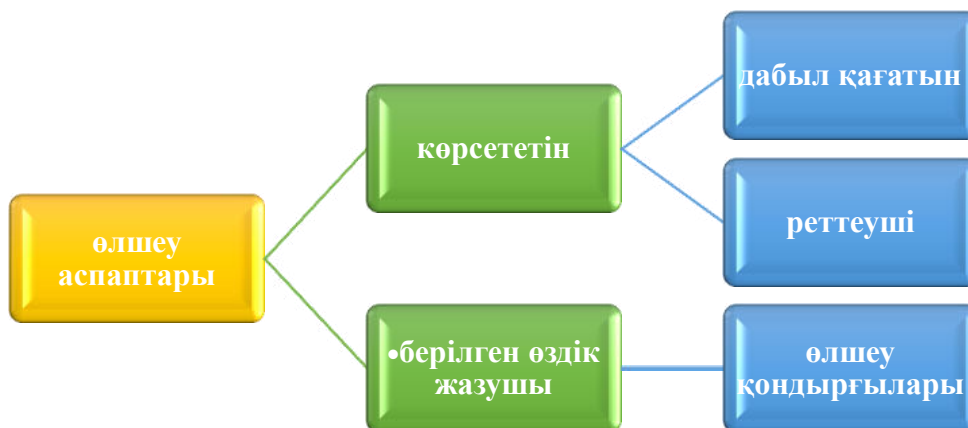 өлшеу
аспаптары
көрсететін
дабыл қағатын
реттеуші
•берілген өздік
жазушы
өлшеу
қондырғылары